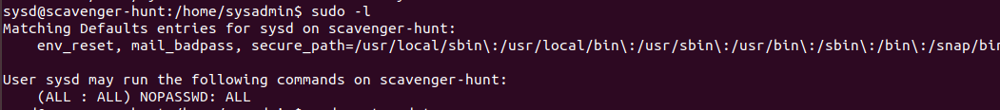 sysd@scavenger-hunt:/home/sysadmin$ sudo -l
Matching Defaults entries for sysd on scavenger-hunt:
    env_reset, mail_badpass, secure_path=/usr/local/sbin\:/usr/local/bin\:/usr/sbin\:/usr/bin\:/sbin\:/bin\:/snap/bin

User sysd may run the following commands on scavenger-hunt:
    (ALL : ALL) NOPASSWD: ALL